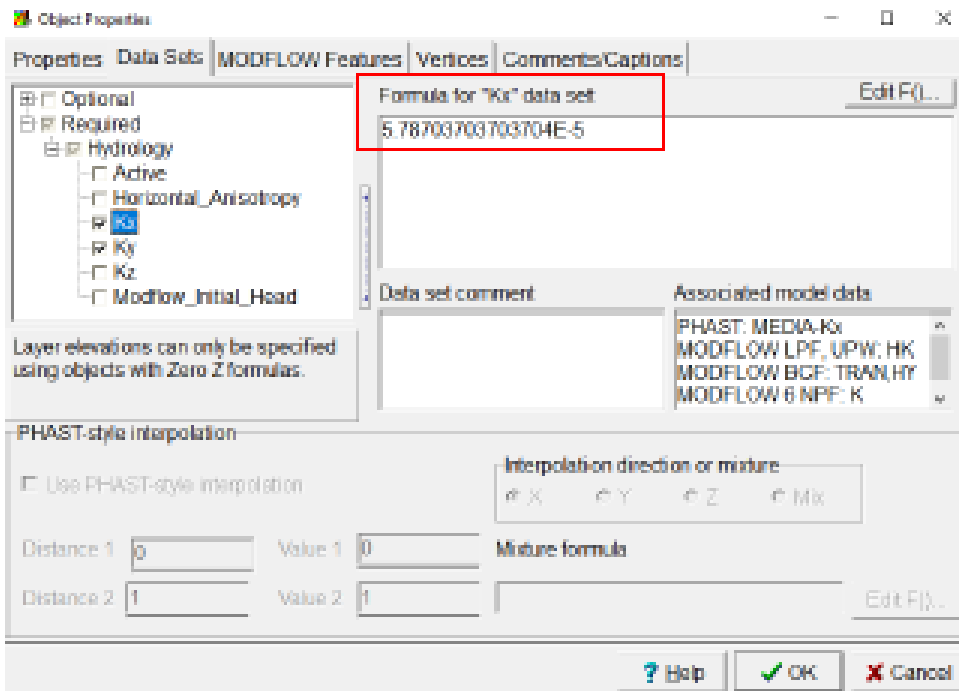 Object Properties
Properties Data Sets MODFLOW Features Vertices Comments/Captions
Optional
Required
Hydrology
Active
Horizontal_Anisotropy
Kx
Ky
Kz
Modflow_Initial_Head
Layer elevations can only be specified
using objects with Zero Z formulas.
Formula for "Kx" data set
Edit F()...
5.78703703703704E-5
Data set comment
Associated model data
PHAST: MEDIA-Kx
MODFLOW LPF, UPW: HK
MODFLOW BCF: TRAN,HY
MODFLOW 6 NPF: K
PHAST-style interpolation
Use PHAST-style interpolation
Interpolation direction or mixture
X Y Z Mix
Distance 1 0 Value 1 0 Mixture formula
Distance 2 1 Value 2 1 Edit F()...
? Help OK Cancel